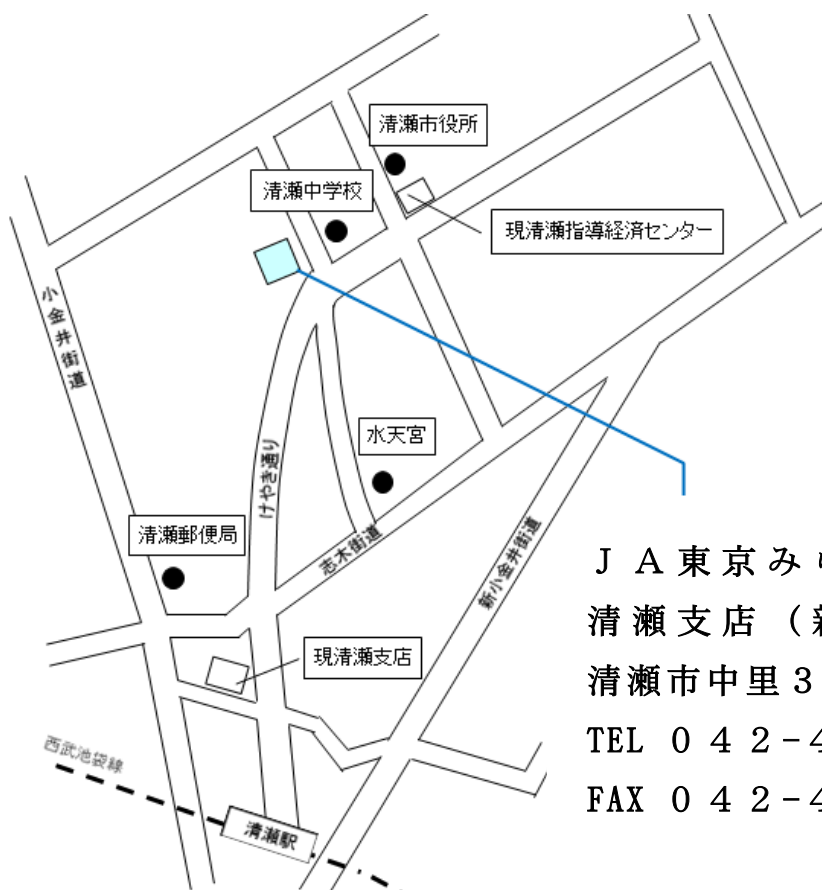 清瀬市役所
清瀬中学校
現清瀬指導経済センター
小金井街道
水天宮
けやき通り
清瀬郵便局
志木街道
新小金井街道
ＪＡ東京み
清瀬支店（
現清瀬支店
清瀬市中里３
TEL ０４２-４
西武池袋線
FAX ０４２-４
清瀬駅